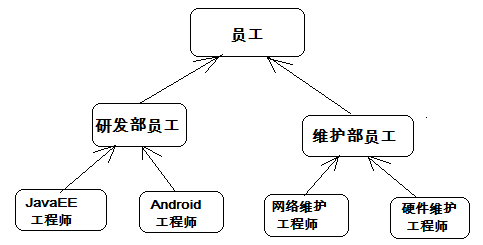 员工
研发部员工
维护部员工
JavaEE
工程师
Android
工程师
网络维护
工程师
硬件维护
工程师